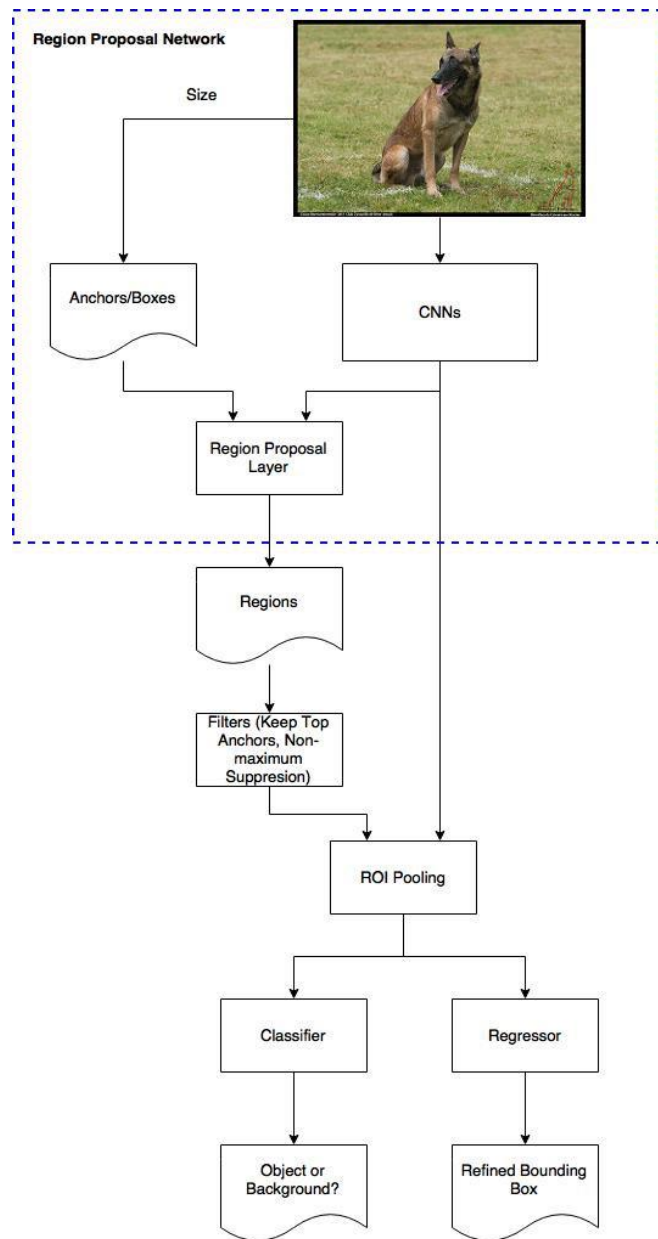 Region Proposal Network
Size
Anchors/Boxes
CNNs
Region Proposal
Layer
Regions
Filters (Keep Top
Anchors, Non-
maximum
Suppresion)
ROI Pooling
Classifier
Regressor
Object or
Background?
Refined Bounding
Box